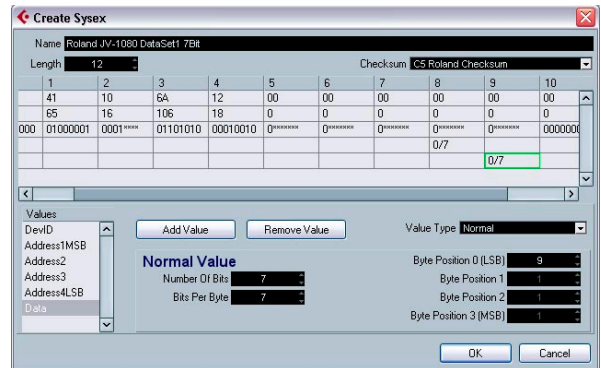 Create Sysex
Name Roland JV-1080 DataSet1 7Bit
Length 12 Checksum C5 Roland Checksum
1 2 3 4 5 6 7 8 9 10
41 10 6A 12 00 00 00 00 00 00
65 16 106 18 0 0 0 0 0 0
000 01000001 0001**** 01101010 00010010 0******* 0******* 0******* 0******* 0******* 0000000
0/7
0/7
Values
DevID
Address1MSB
Address2
Address3
Address4LSB
Data
Add Value Remove Value Value Type Normal
Normal Value
Number Of Bits 7
Bits Per Byte 7
Byte Position 0 (LSB) 9
Byte Position 1 1
Byte Position 2 1
Byte Position 3 (MSB) 1
OK Cancel